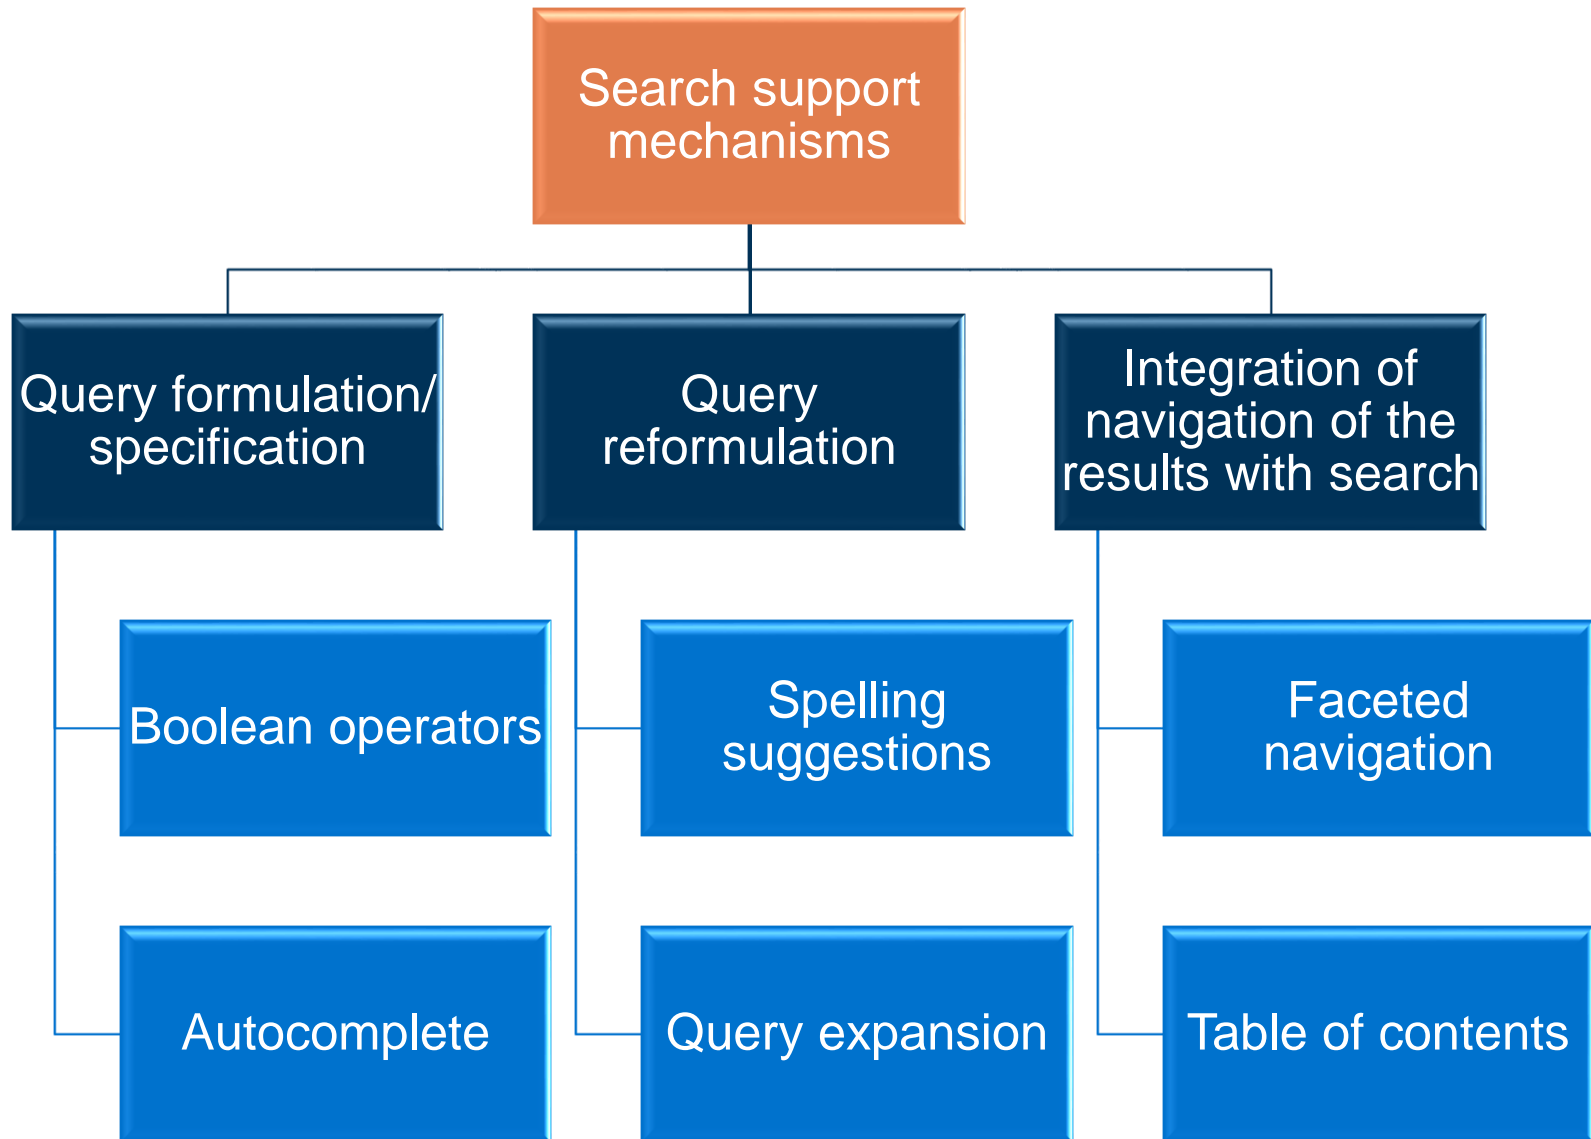 Search support
mechanisms
Query formulation/
specification
Query
reformulation
Integration of
navigation of the
results with search
Boolean operators
Spelling
suggestions
Faceted
navigation
Autocomplete
Query expansion
Table of contents